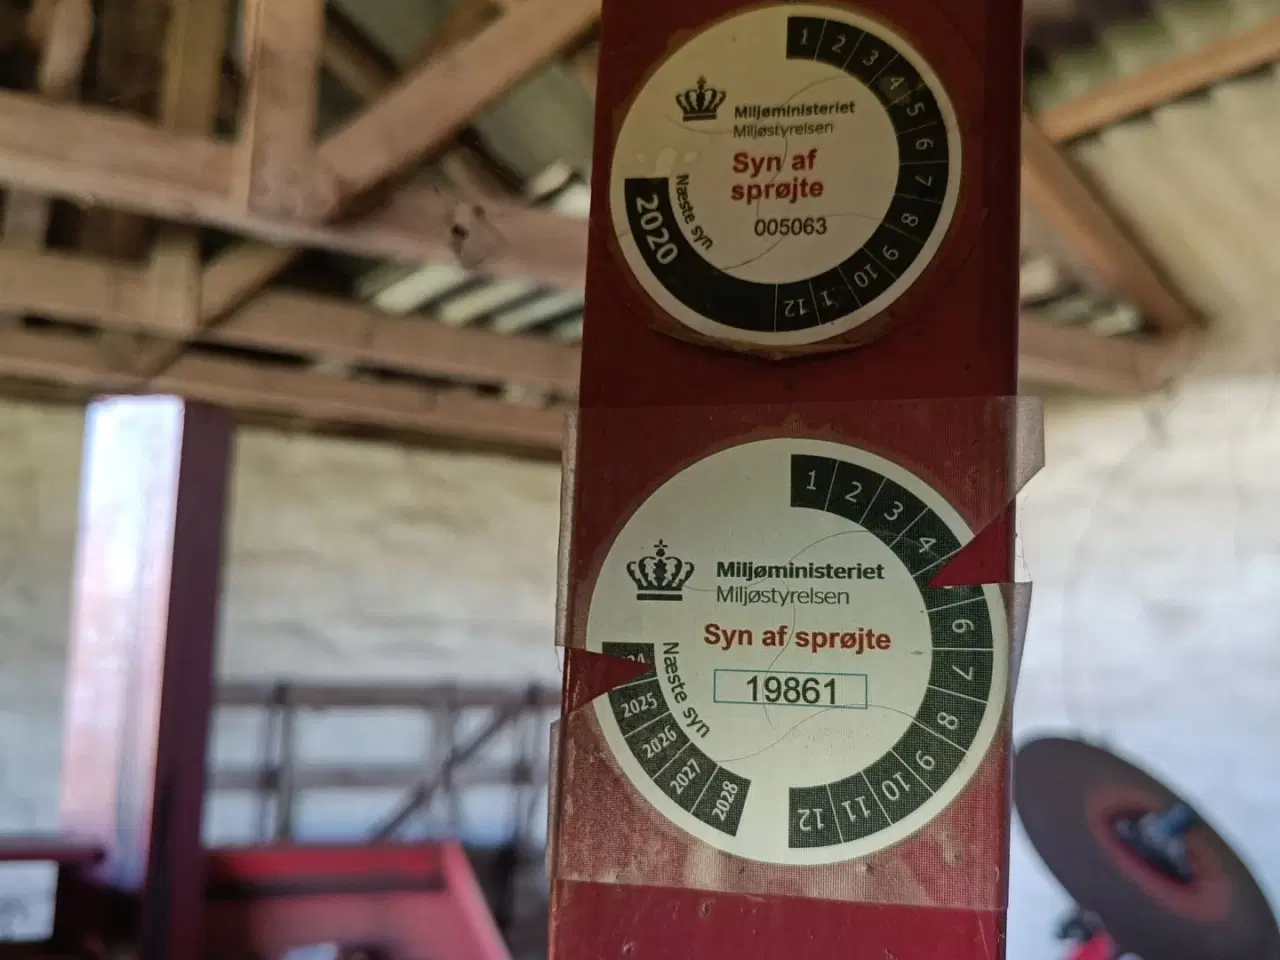 1 2 3 4 5 6 7 8 9 10 1 12
Miljøministeriet
Miljøstyrelsen
Syn af
sprøjte
005063
Næste syn
2020
1 2 3 4 6 7 8 9 10 11 12
Miljøministeriet
Miljøstyrelsen
Syn af sprøjte
19861
Næste syn
2025
2026
2027
2028